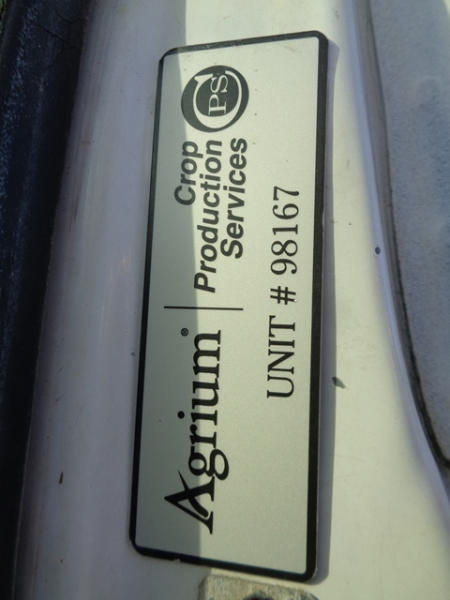 Agrium®
Crop
Production
Services
CPS
UNIT # 98167